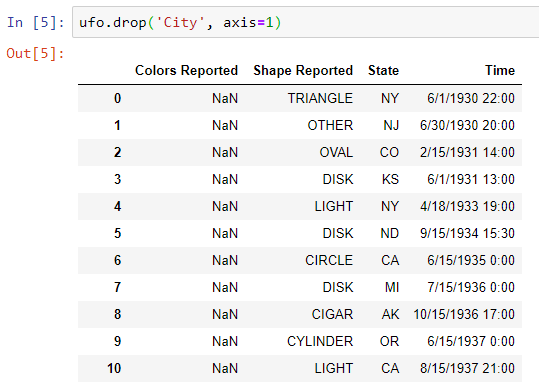 In [5]: ufo.drop('City', axis=1)
Out[5]:
Colors Reported Shape Reported State Time
0 NaN TRIANGLE NY 6/1/1930 22:00
1 NaN OTHER NJ 6/30/1930 20:00
2 NaN OVAL CO 2/15/1931 14:00
3 NaN DISK KS 6/1/1931 13:00
4 NaN LIGHT NY 4/18/1933 19:00
5 NaN DISK ND 9/15/1934 15:30
6 NaN CIRCLE CA 6/15/1935 0:00
7 NaN DISK MI 7/15/1936 0:00
8 NaN CIGAR AK 10/15/1936 17:00
9 NaN CYLINDER OR 6/15/1937 0:00
10 NaN LIGHT CA 8/15/1937 21:00